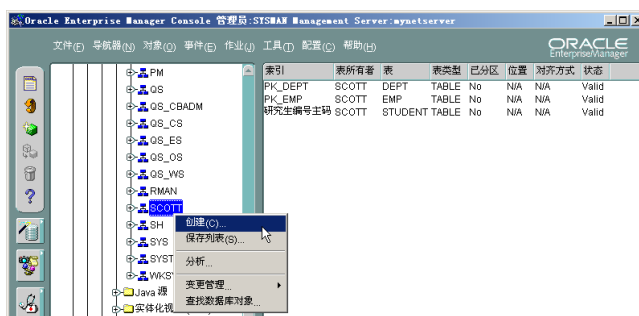 Oracle Enterprise Manager Console 管理员:SYSMAN Management Server:mynetserver
文件(F) 导航器(N) 对象(O) 事件(E) 作业(J) 工具(T) 配置(C) 帮助(H)
ORACLE
EnterpriseManager
索引 表所有者 表 表类型 已分区 位置 对齐方式 状态
PK_DEPT SCOTT DEPT TABLE No N/A N/A Valid
PK_EMP SCOTT EMP TABLE No N/A N/A Valid
研究生编号主码 SCOTT STUDENT TABLE No N/A N/A Valid
PM
QS
QS_CBADM
QS_CS
QS_ES
QS_OS
QS_WS
RMAN
SCOTT
SH
SYS
SYST
WKSY
Java 源
实体化视
创建(C)...
保存列表(S)...
分析...
变更管理...
查找数据库对象...